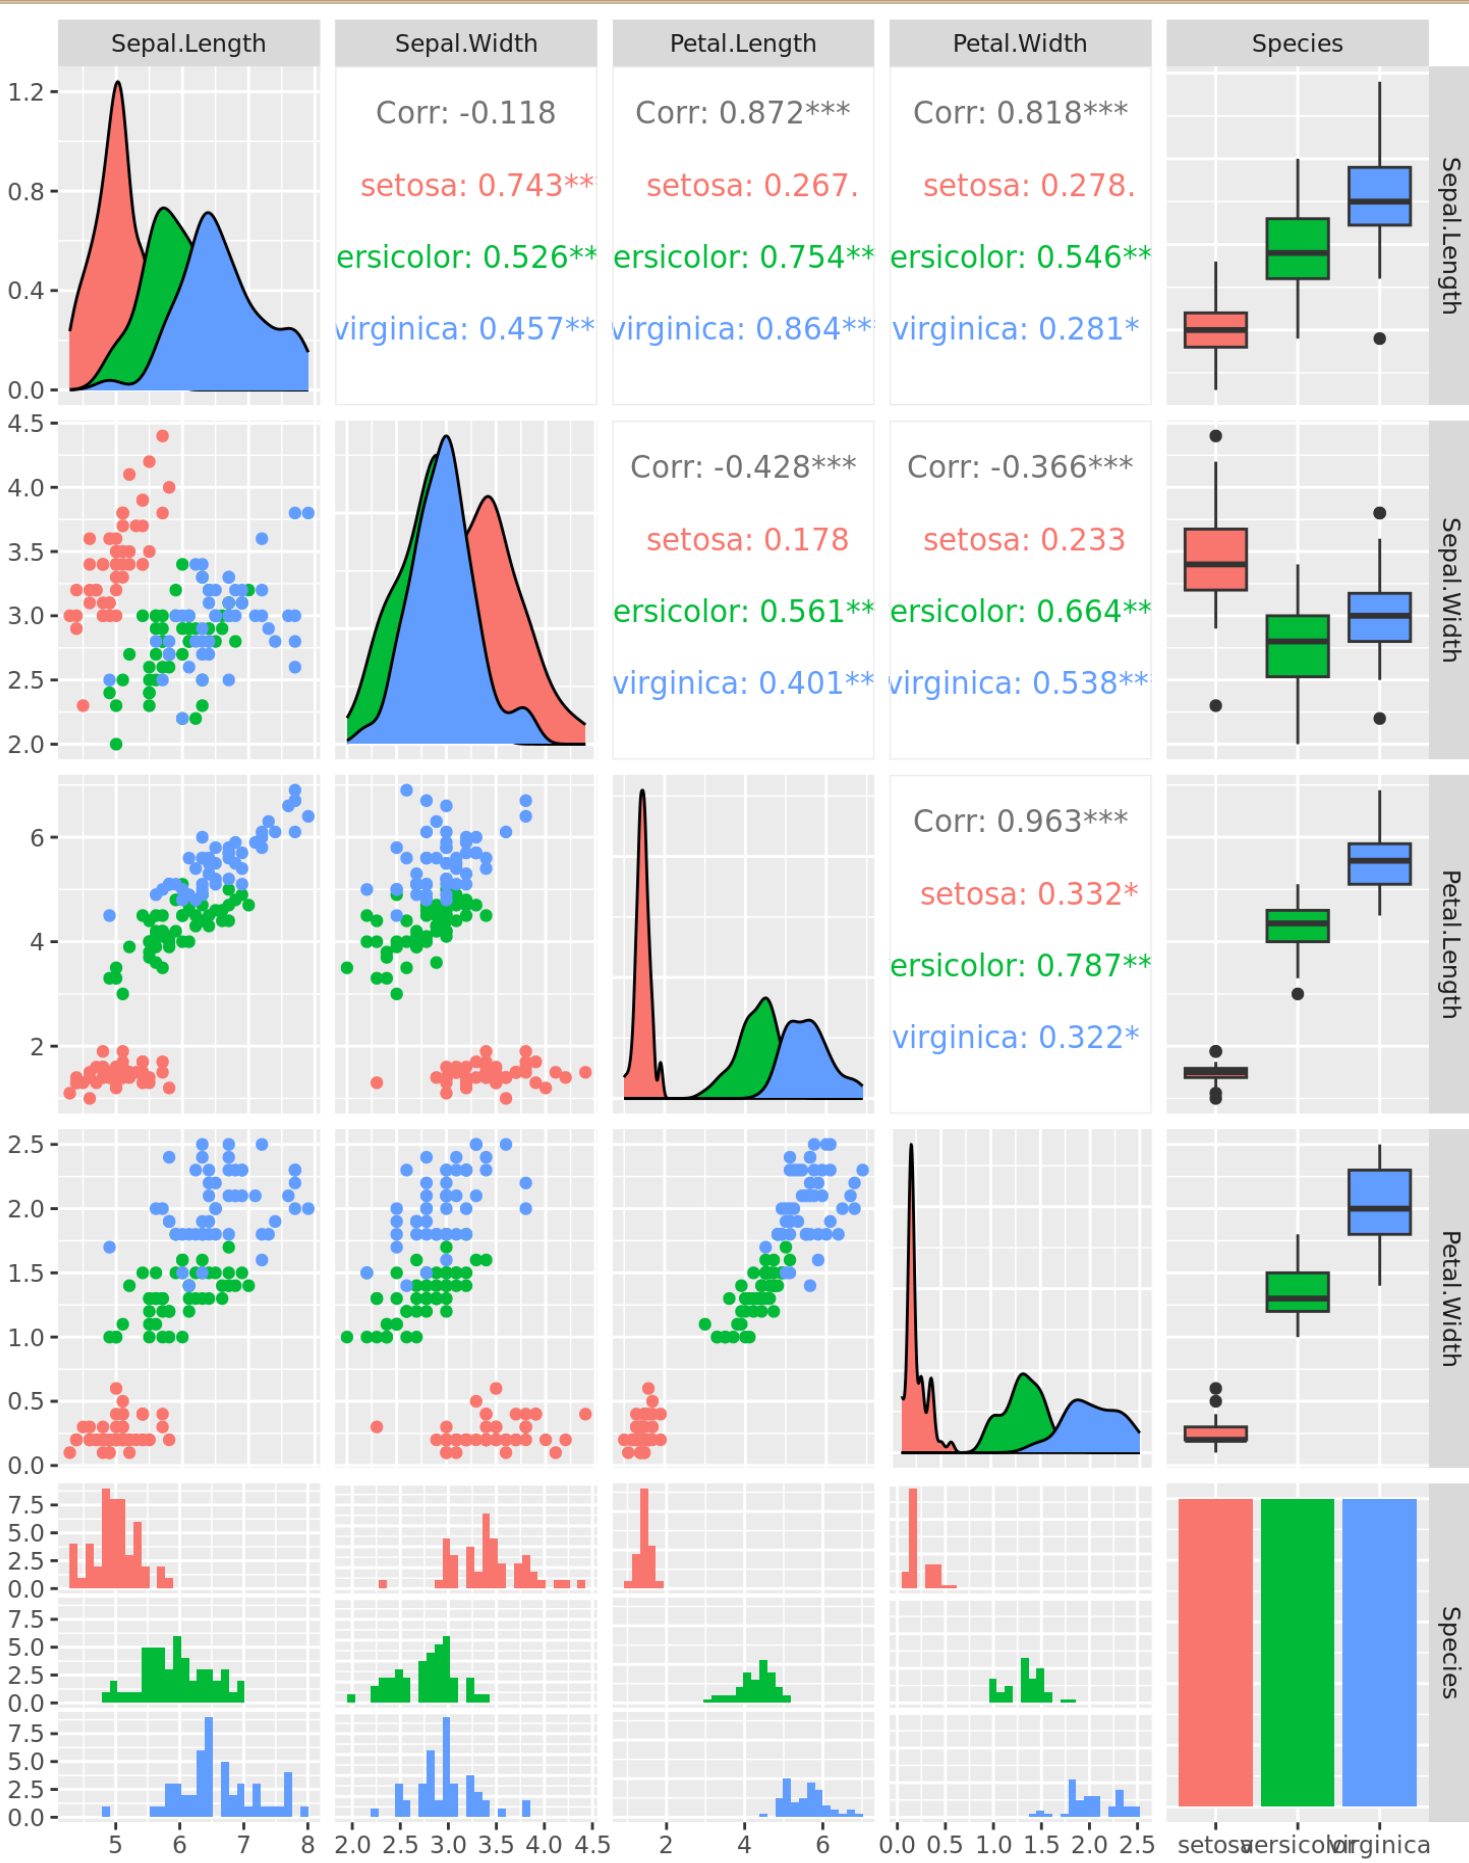 Sepal.Length Sepal.Width Petal.Length Petal.Width Species
1.2
0.8
0.4
0.0
Corr: -0.118
setosa: 0.743**
ersicolor: 0.526**
virginica: 0.457**
Corr: 0.872***
setosa: 0.267.
ersicolor: 0.754**
virginica: 0.864***
Corr: 0.818***
setosa: 0.278.
ersicolor: 0.546**
virginica: 0.281*
Sepal.Length
4.5
4.0
3.5
3.0
2.5
2.0
Corr: -0.428***
setosa: 0.178
ersicolor: 0.561**
virginica: 0.401**
Corr: -0.366***
setosa: 0.233
ersicolor: 0.664**
virginica: 0.538***
Sepal.Width
6
4
2
Corr: 0.963***
setosa: 0.332*
ersicolor: 0.787**
virginica: 0.322*
Petal.Length
2.5
2.0
1.5
1.0
0.5
0.0
Petal.Width
7.5
5.0
2.5
0.0
7.5
5.0
2.5
0.0
7.5
5.0
2.5
0.0
Species
5 6 7 8
2.0 2.5 3.0 3.5 4.0 4.5
2 4 6
0.0 0.5 1.0 1.5 2.0 2.5
setosa versicolor virginica